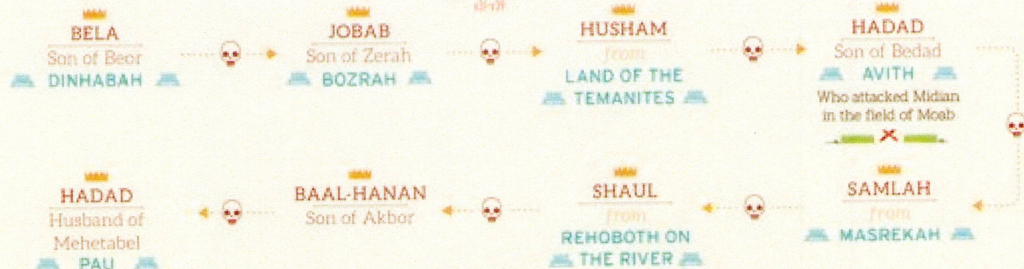 BELA
Son of Beor
DINHABAH
JOBAB
Son of Zerah
BOZRAH
HUSHAM
from
LAND OF THE
TEMANITES
HADAD
Son of Bedad
AVITH
Who attacked Midian
in the field of Moab
SAMLAH
from
MASREKAH
SHAUL
from
REHOBOTH ON
THE RIVER
BAAL-HANAN
Son of Akbor
HADAD
Husband of
Mehetabel
PAU